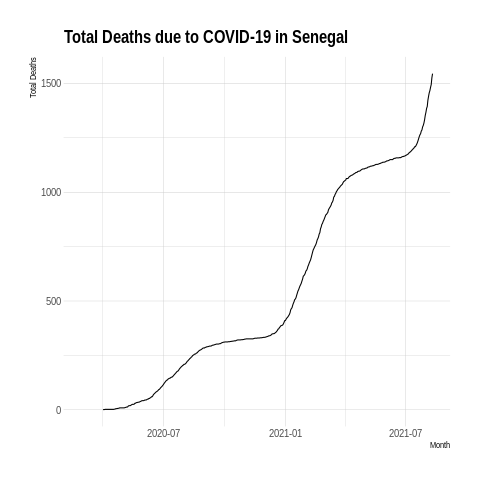 Total Deaths due to COVID-19 in Senegal
Total Deaths
1500
1000
500
0
2020-07 2021-01 2021-07
Month